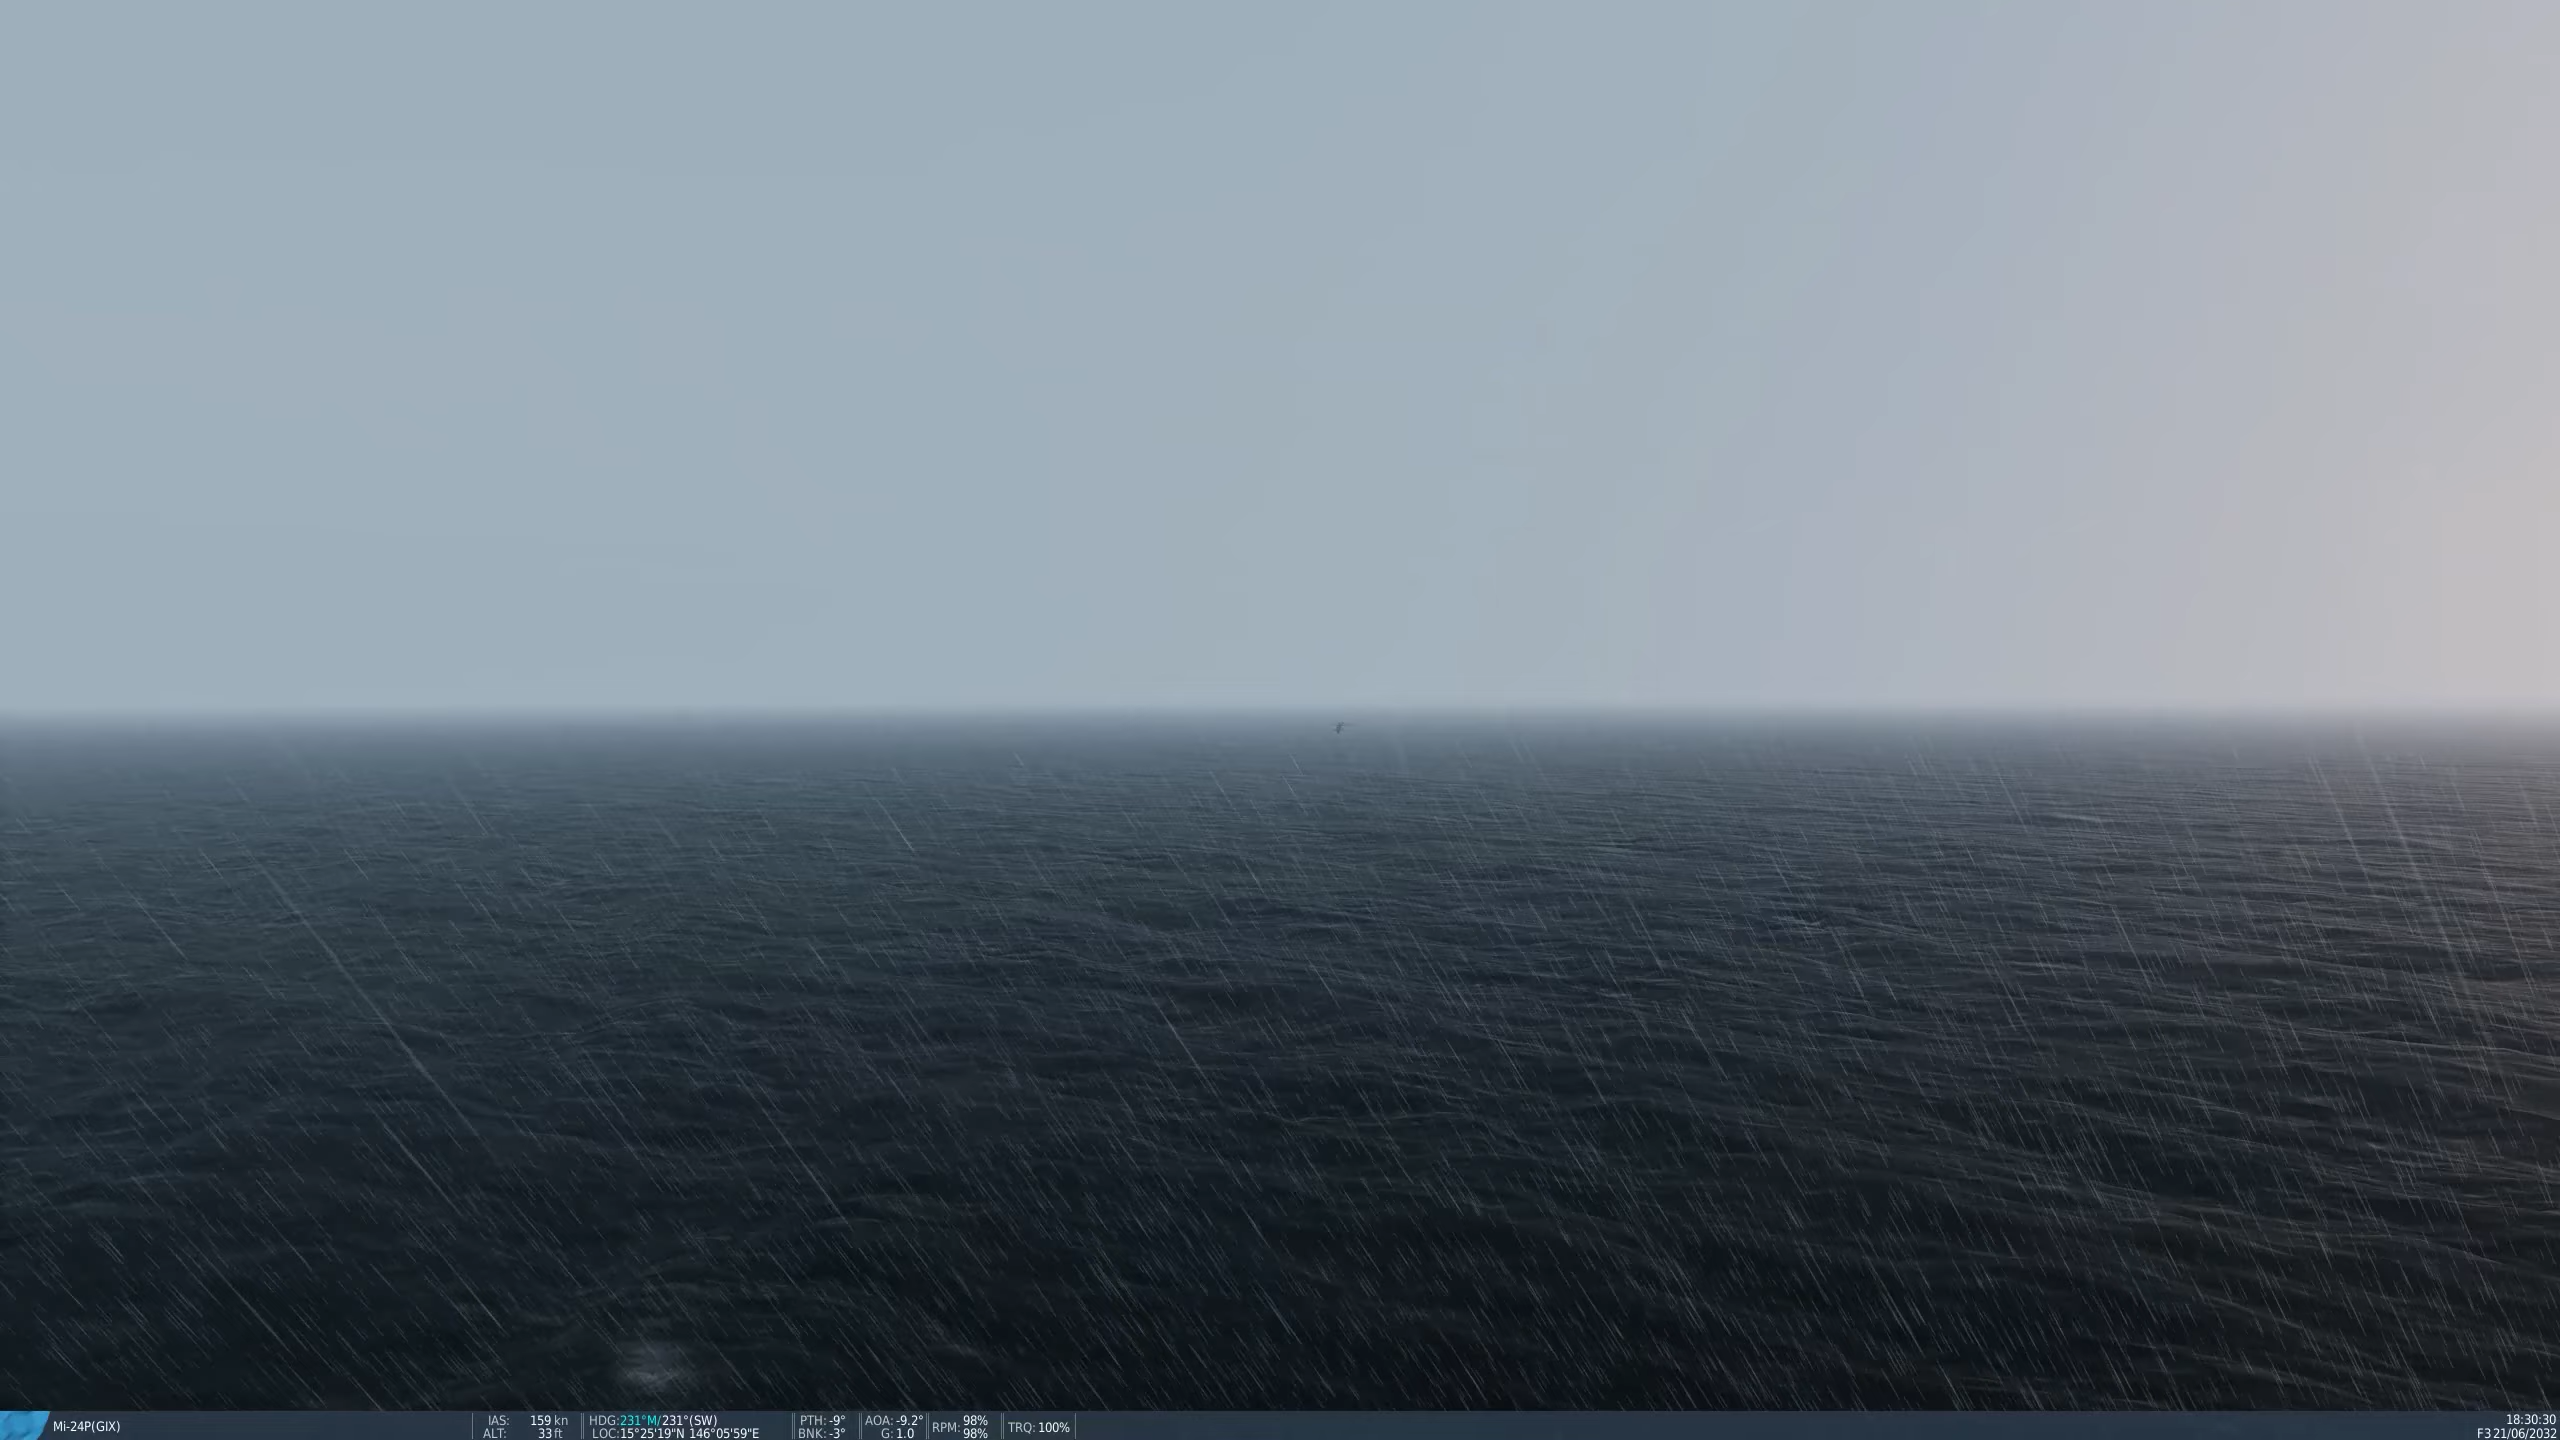 Mi-24P(GIX)
IAS: 159 kn
ALT: 33 ft
HDG:231°M/231°(SW)
LOC:15°25'19"N 146°05'59"E
PTH: -9°
BNK: -3°
AOA: -9.2°
G: 1.0
RPM: 98%
98%
TRQ: 100%
18:30:30
F3 21/06/2032